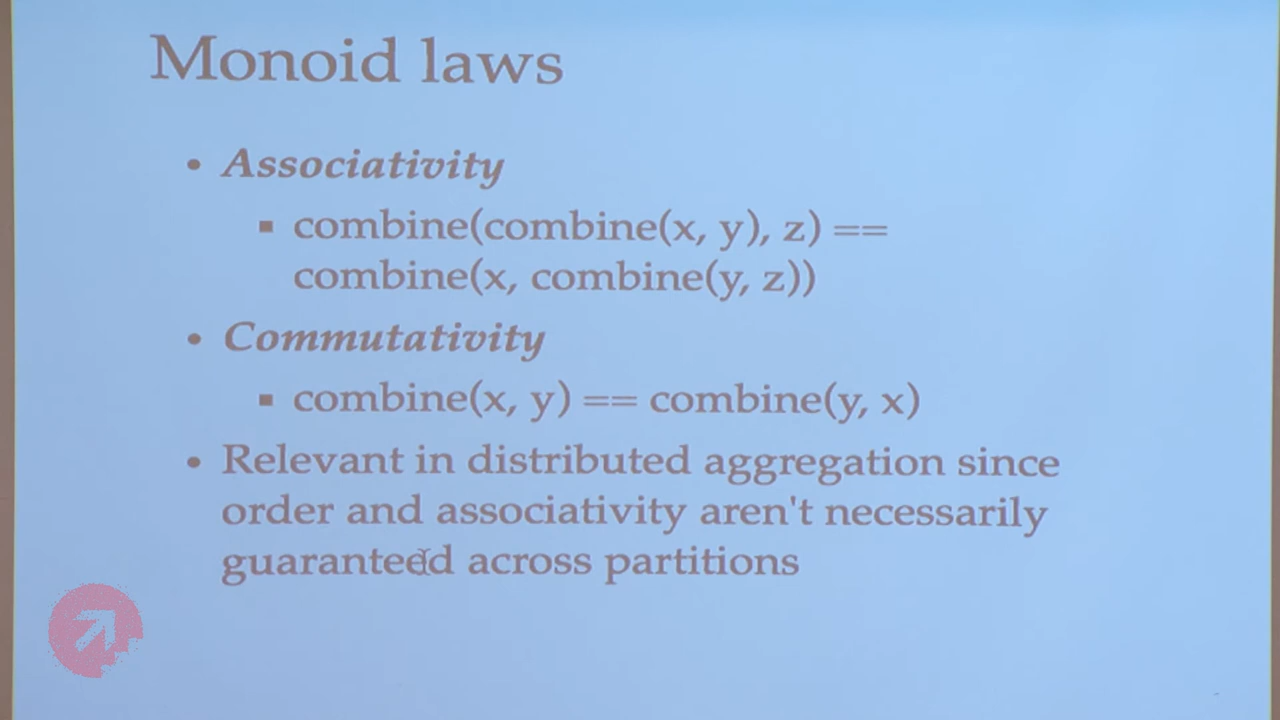 Monoid laws
• Associativity
▪ combine(combine(x, y), z) ==
combine(x, combine(y, z))
• Commutativity
▪ combine(x, y) == combine(y, x)
• Relevant in distributed aggregation since
order and associativity aren't necessarily
guaranteed across partitions